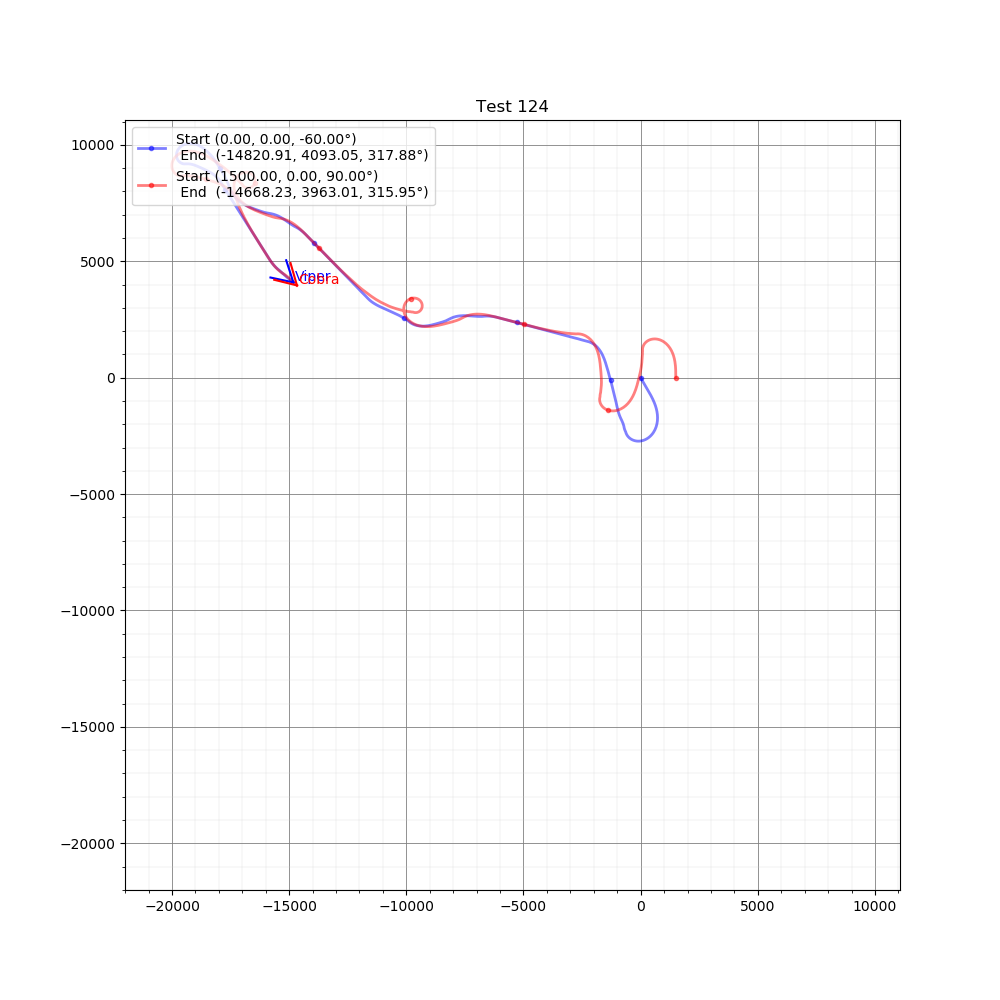 Test 124
Start (0.00, 0.00, -60.00°)
End (-14820.91, 4093.05, 317.88°)
Start (1500.00, 0.00, 90.00°)
End (-14668.23, 3963.01, 315.95°)
10000
5000
0
−5000
−10000
−15000
−20000
Viper
Cobra
−20000 −15000 −10000 −5000 0 5000 10000